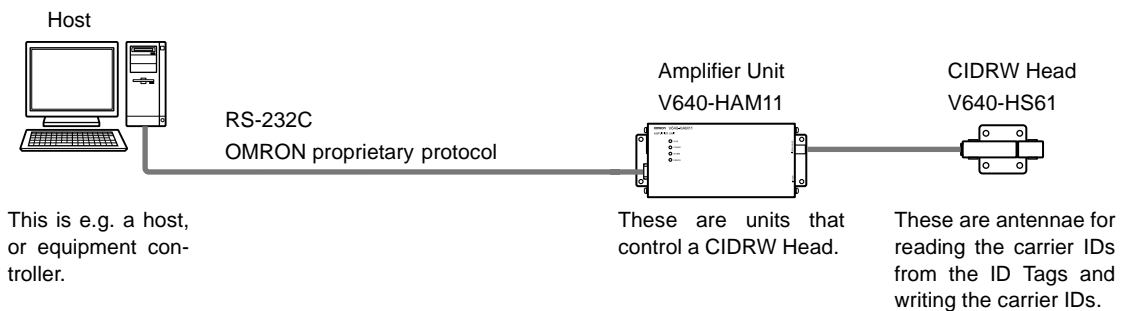 Host
Amplifier Unit
V640-HAM11
CIDRW Head
V640-HS61
RS-232C
OMRON proprietary protocol
This is e.g. a host,
or equipment con-
troller.
These are units that
control a CIDRW Head.
These are antennae for
reading the carrier IDs
from the ID Tags and
writing the carrier IDs.